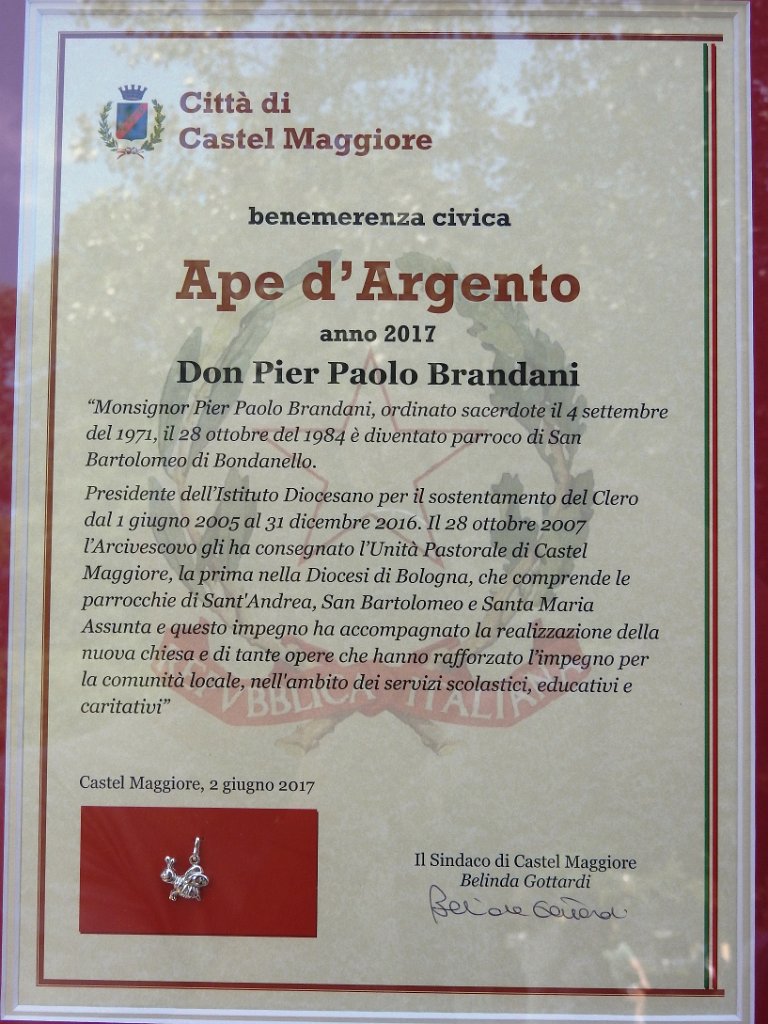 Città di
Castel Maggiore
benemerenza civica
Ape d'Argento
anno 2017
Don Pier Paolo Brandani
“Monsignor Pier Paolo Brandani, ordinato sacerdote il 4 settembre
del 1971, il 28 ottobre del 1984 è diventato parroco di San
Bartolomeo di Bondanello.
Presidente dell'Istituto Diocesano per il sostentamento del Clero
dal 1 giugno 2005 al 31 dicembre 2016. Il 28 ottobre 2007
l'Arcivescovo gli ha consegnato l'Unità Pastorale di Castel
Maggiore, la prima nella Diocesi di Bologna, che comprende le
parrocchie di Sant'Andrea, San Bartolomeo e Santa Maria
Assunta e questo impegno ha accompagnato la realizzazione della
nuova chiesa e di tante opere che hanno rafforzato l'impegno per
la comunità locale, nell'ambito dei servizi scolastici, educativi e
caritativi”
Castel Maggiore, 2 giugno 2017
Il Sindaco di Castel Maggiore
Belinda Gottardi